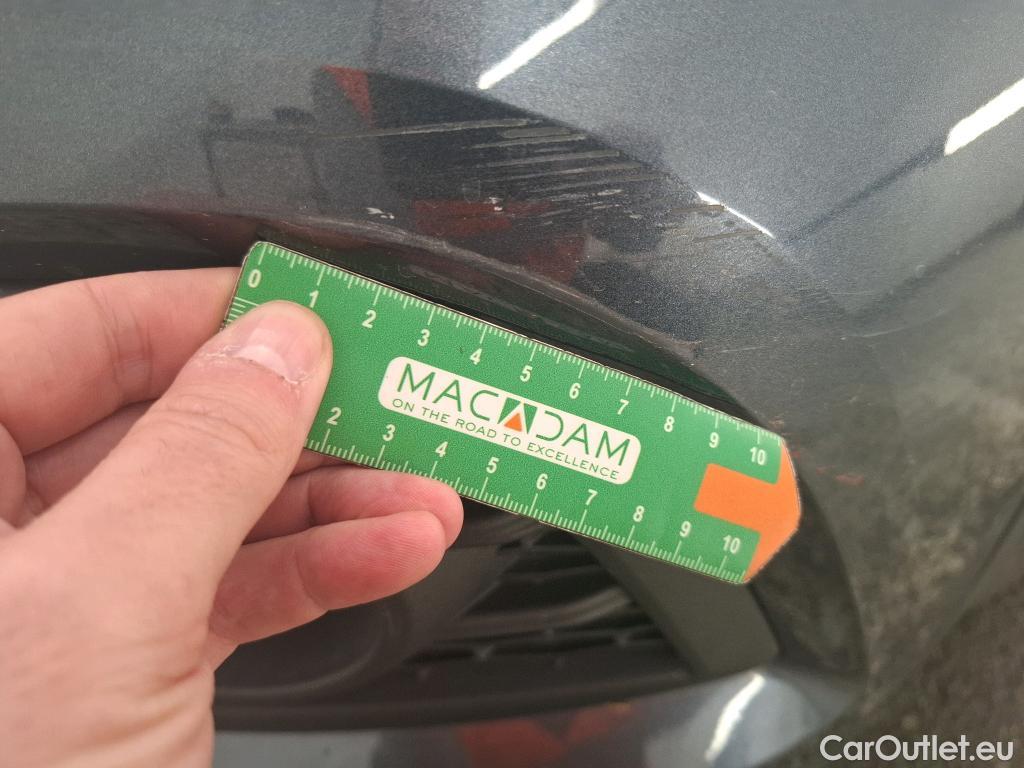 0 1 2 3 4 5 6 7 8 9 10
MACADAM
ON THE ROAD TO EXCELLENCE
2 3 4 5 6 7 8 9 10
CarOutlet.eu